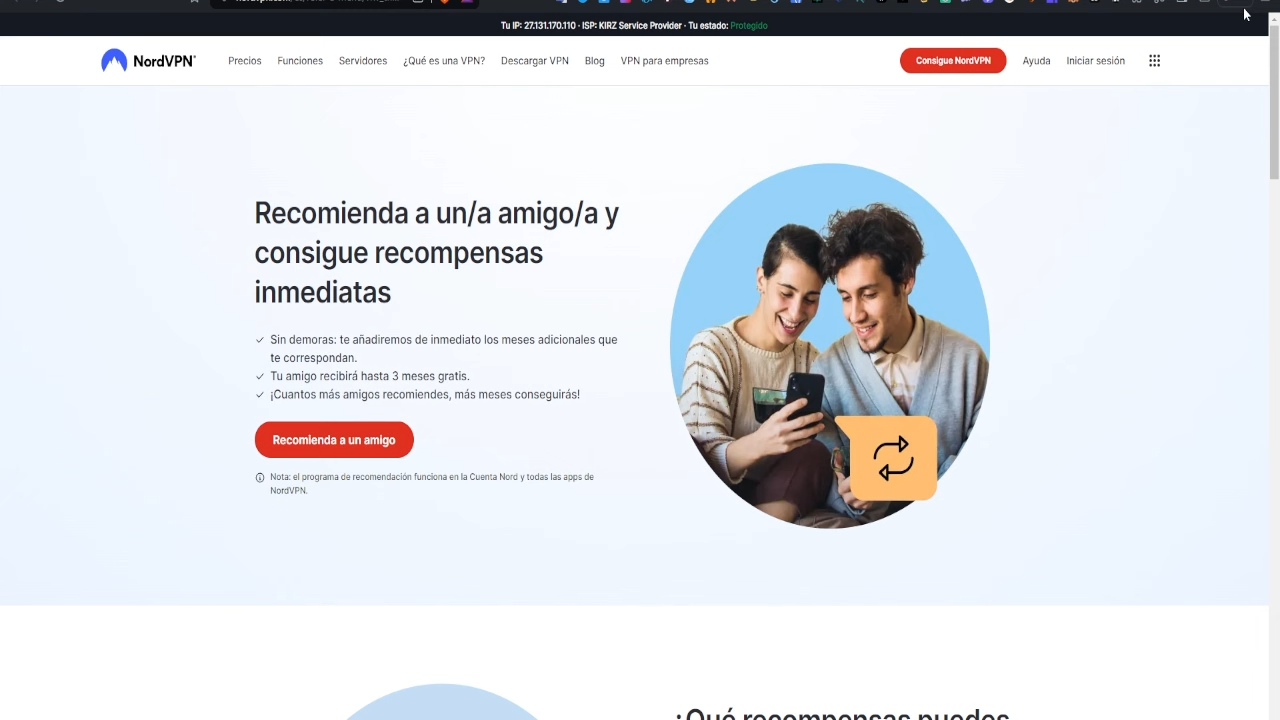 Tu IP: 27.131.170.110 · ISP: KIRZ Service Provider · Tu estado: Protegido
NordVPN®
Precios
Funciones
Servidores
¿Qué es una VPN?
Descargar VPN
Blog
VPN para empresas
Consigue NordVPN
Ayuda
Iniciar sesión
Recomienda a un/a amigo/a y
consigue recompensas
inmediatas
Sin demoras: te añadiremos de inmediato los meses adicionales que
te correspondan.
Tu amigo recibirá hasta 3 meses gratis.
¡Cuantos más amigos recomiendes, más meses conseguirás!
Recomienda a un amigo
Nota: el programa de recomendación funciona en la Cuenta Nord y todas las apps de
NordVPN.
¿Qué recompensas puedes